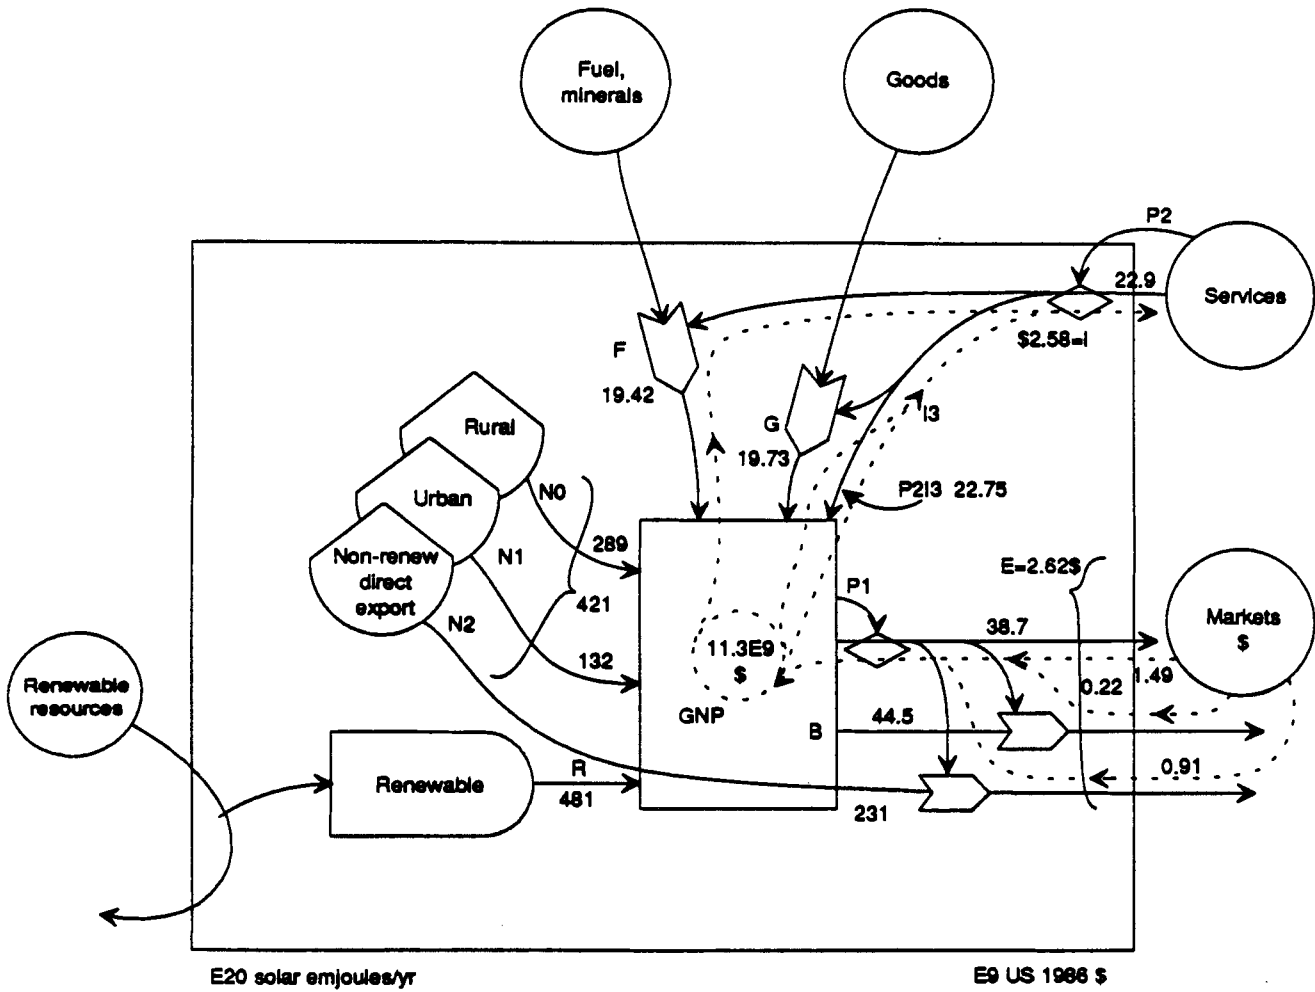 Fuel,
minerals
Goods
P2
22.9
Services
$2.58=I
F
19.42
G
19.73
I3
P2I3 22.75
Rural
N0
Urban
289
N1
Non-renew
direct
export
421
N2
132
E=2.62$
P1
38.7
Markets
$
11.3E9
$
1.49
0.22
GNP
Renewable
resources
B
44.5
0.91
Renewable
R
481
231
E20 solar emjoules/yr
E9 US 1986 $